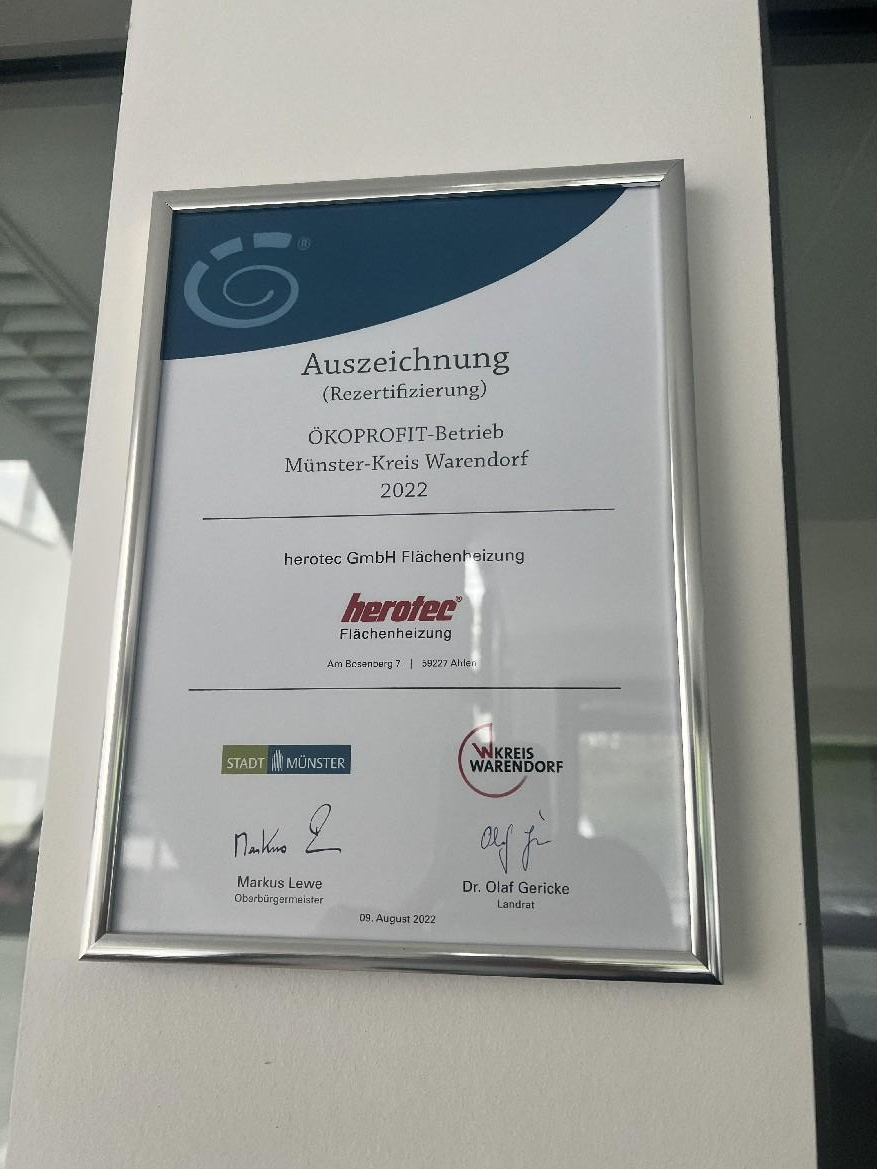 ®
Auszeichnung
(Rezertifizierung)
ÖKOPROFIT-Betrieb
Münster-Kreis Warendorf
2022
herotec GmbH Flächenheizung
herotec®
Flächenheizung
Am Bosenberg 7 | 59227 Ahlen
STADT MÜNSTER
KREIS
WARENDORF
Markus Lewe
Oberbürgermeister
Dr. Olaf Gericke
Landrat
09. August 2022